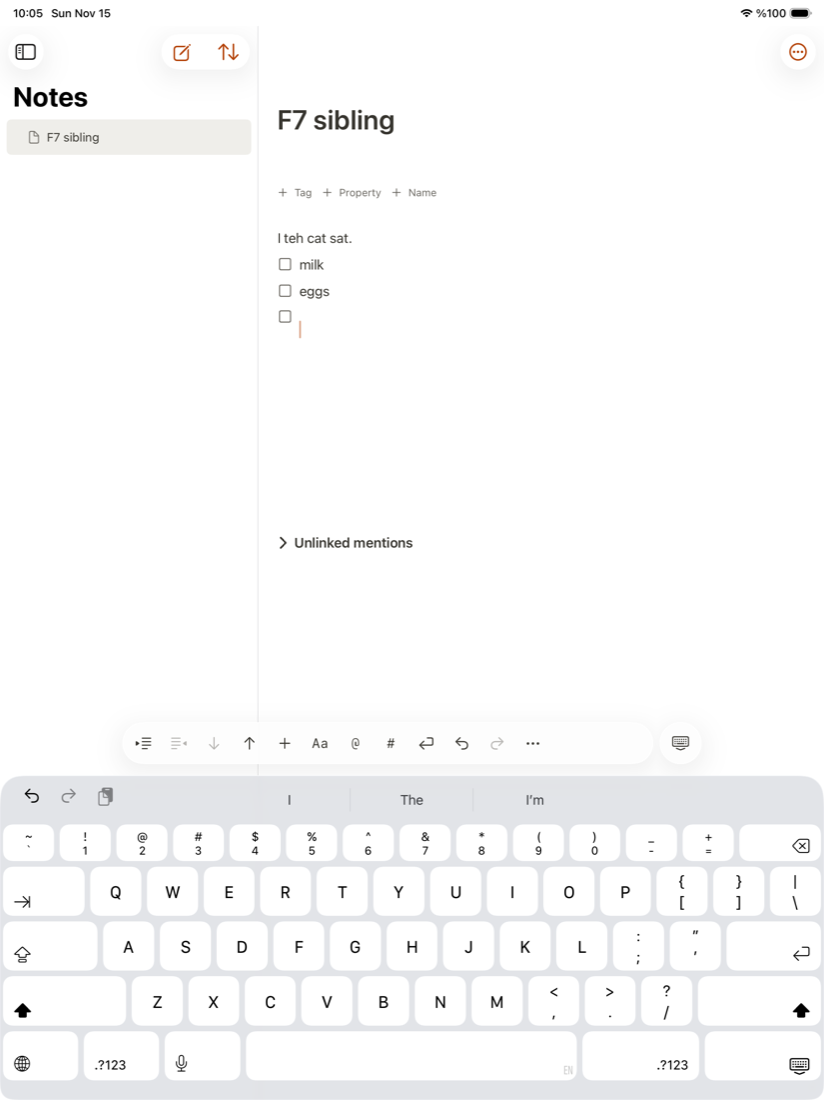 10:05 Sun Nov 15
%100
Notes
F7 sibling
F7 sibling
+ Tag + Property + Name
I teh cat sat.
milk
eggs
Unlinked mentions
Aa @ #
I The I'm
~ ! @ # $ % ^ & * ( ) _ +
` 1 2 3 4 5 6 7 8 9 0 - =
Q W E R T Y U I O P { } |
[ ] \
A S D F G H J K L : "
; '
Z X C V B N M < > ?
, . /
.?123 EN .?123